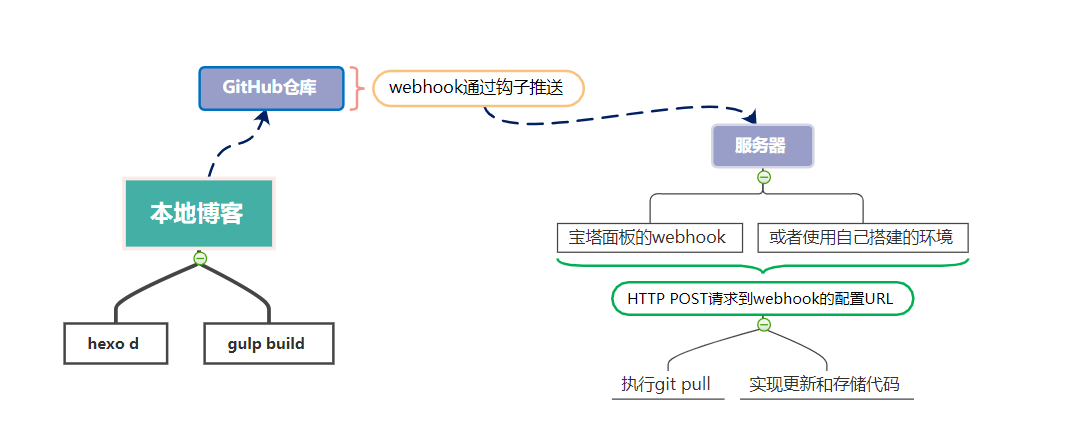 GitHub仓库
webhook通过钩子推送
服务器
本地博客
宝塔面板的webhook
或者使用自己搭建的环境
HTTP POST请求到webhook的配置URL
hexo d
gulp build
执行git pull
实现更新和存储代码